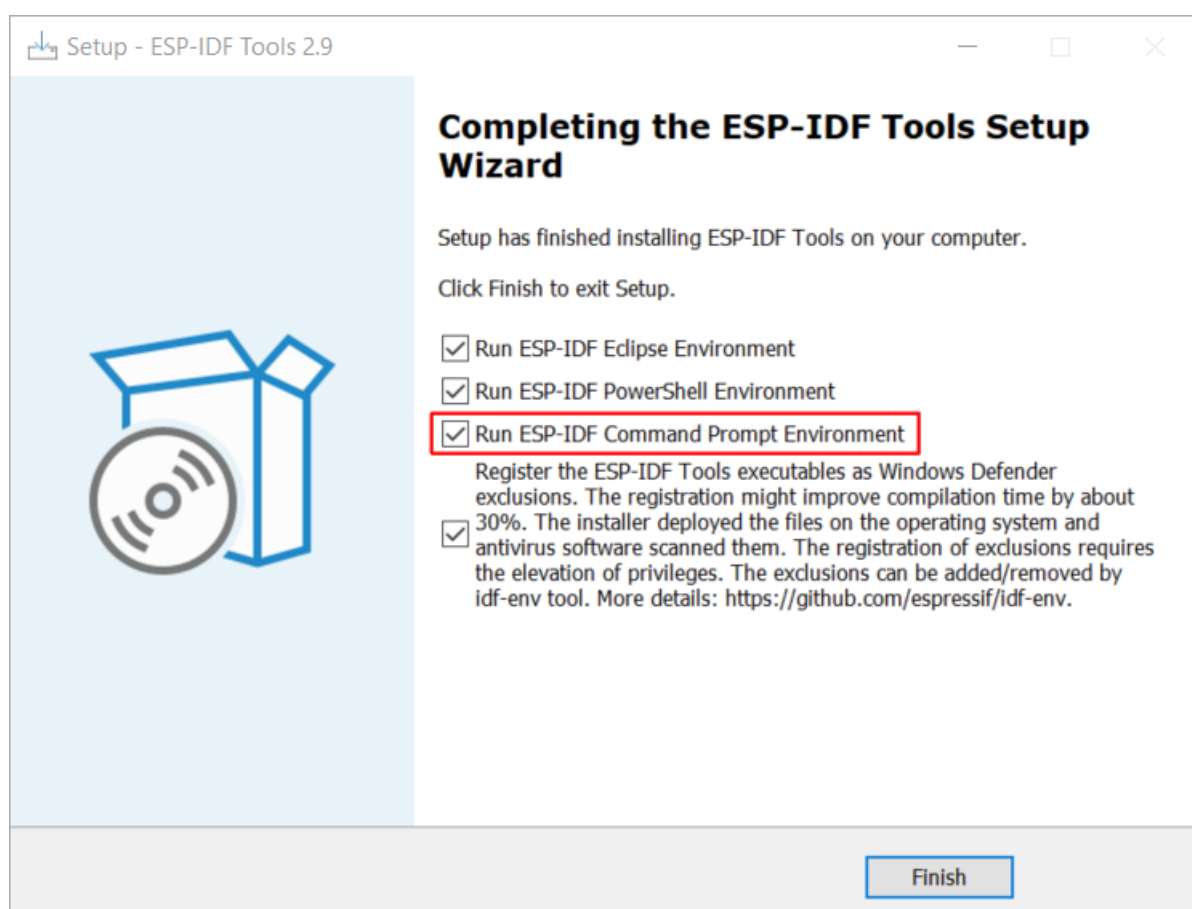 Setup - ESP-IDF Tools 2.9
Completing the ESP-IDF Tools Setup
Wizard
Setup has finished installing ESP-IDF Tools on your computer.
Click Finish to exit Setup.
Run ESP-IDF Eclipse Environment
Run ESP-IDF PowerShell Environment
Run ESP-IDF Command Prompt Environment
Register the ESP-IDF Tools executables as Windows Defender
exclusions. The registration might improve compilation time by about
30%. The installer deployed the files on the operating system and
antivirus software scanned them. The registration of exclusions requires
the elevation of privileges. The exclusions can be added/removed by
idf-env tool. More details: https://github.com/espressif/idf-env.
Finish